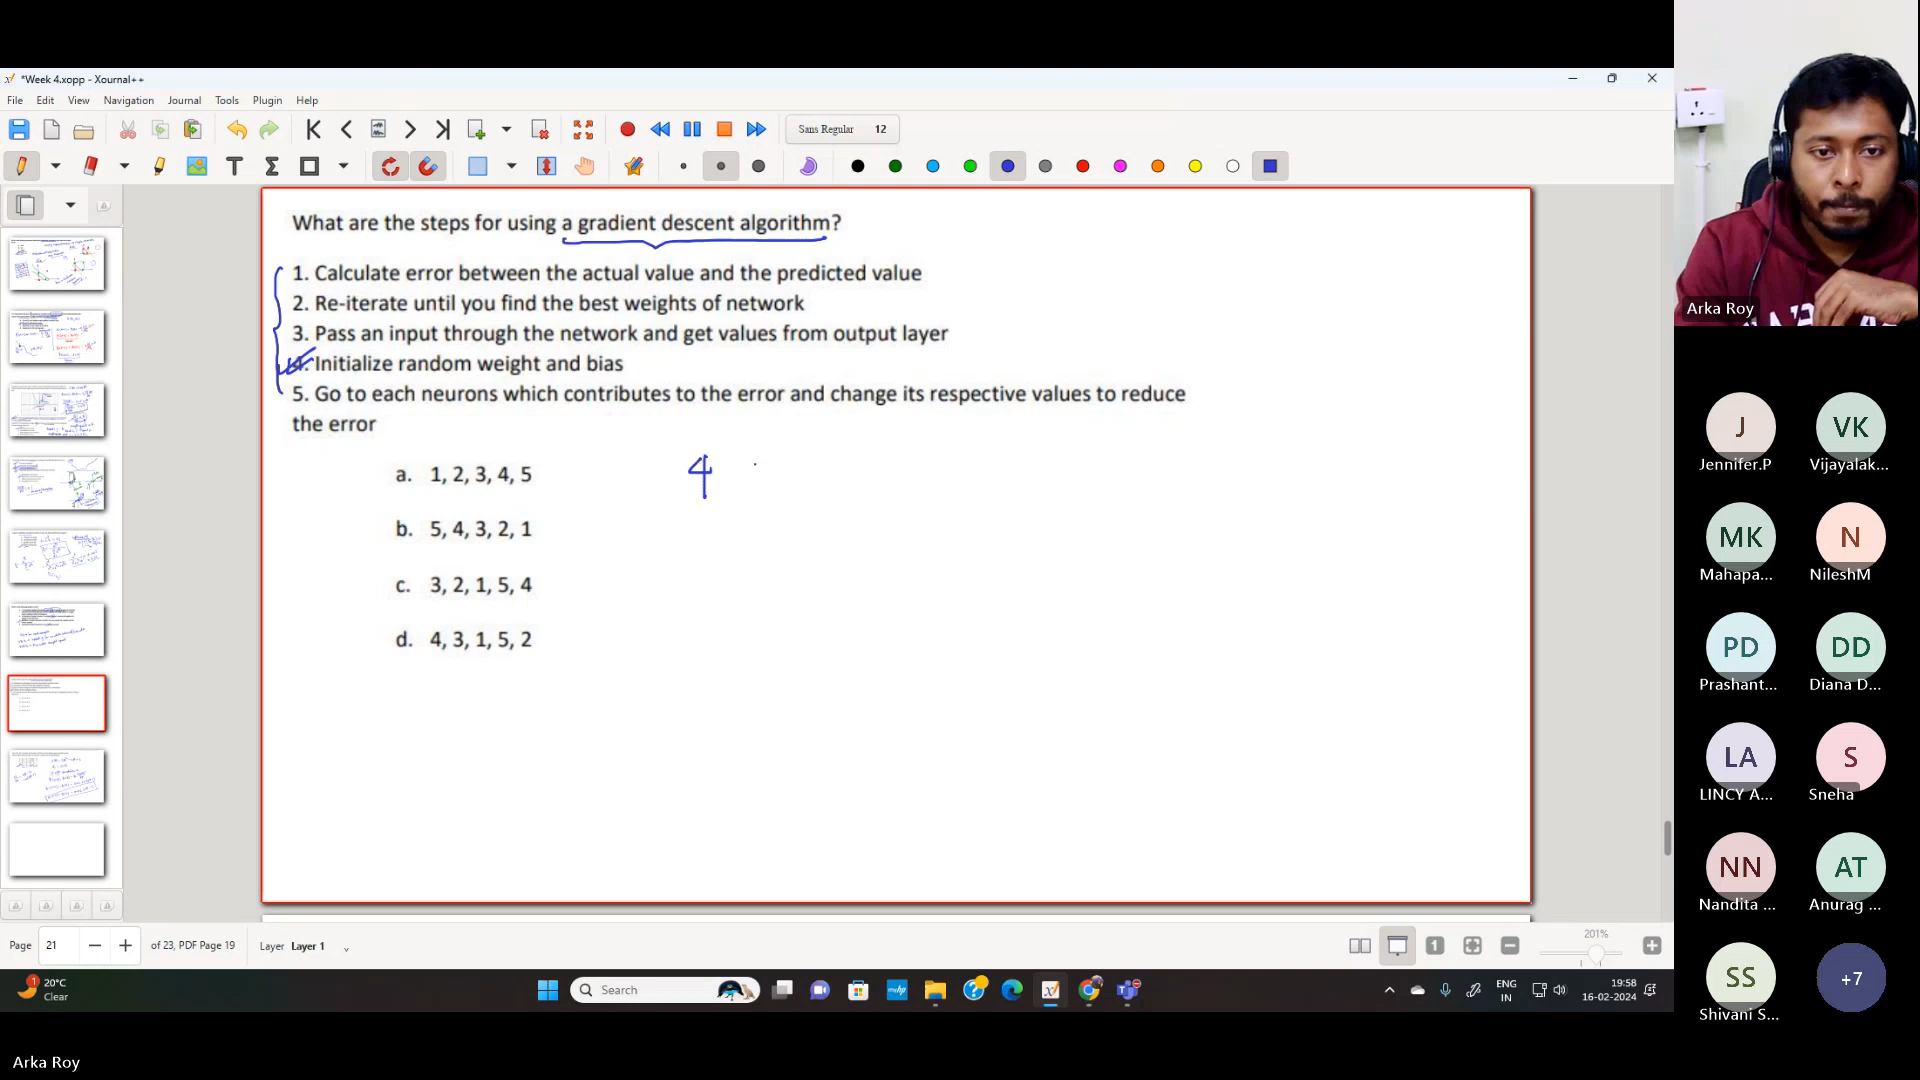 *Week 4.xopp - Xournal++
File Edit View Navigation Journal Tools Plugin Help
Sans Regular 12
What are the steps for using a gradient descent algorithm?
1. Calculate error between the actual value and the predicted value
2. Re-iterate until you find the best weights of network
3. Pass an input through the network and get values from output layer
4. Initialize random weight and bias
5. Go to each neurons which contributes to the error and change its respective values to reduce
the error
a. 1, 2, 3, 4, 5
4
b. 5, 4, 3, 2, 1
c. 3, 2, 1, 5, 4
d. 4, 3, 1, 5, 2
Page 21 of 23, PDF Page 19 Layer Layer 1
201%
1
20°C
Clear
Search
ENG
IN
19:58
16-02-2024
Arka Roy
J
Jennifer.P
VK
Vijayalak...
MK
Mahapa...
N
NileshM
PD
Prashant...
DD
Diana D...
LA
LINCY A...
S
Sneha
NN
Nandita ...
AT
Anurag ...
SS
Shivani S...
+7
Arka Roy